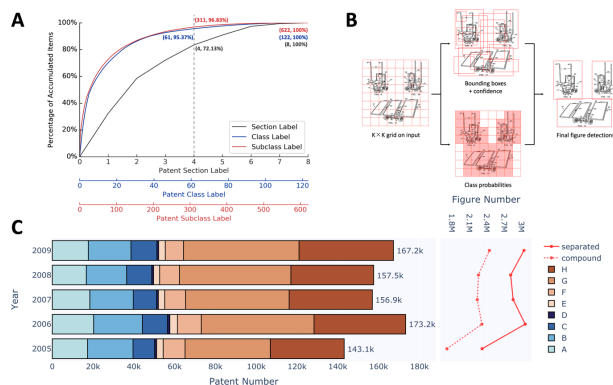 A
Percentage of Accumulated Items
100%
80%
60%
40%
20%
0%
(311, 96.83%)
(61, 95.37%)
(4, 72.13%)
(622, 100%)
(122, 100%)
(8, 100%)
Section Label
Class Label
Subclass Label
0 1 2 3 4 5 6 7 8
Patent Section Label
0 20 40 60 80 100 120
Patent Class Label
0 100 200 300 400 500 600
Patent Subclass Label
B
K×K grid on input
Bounding boxes
+ confidence
Class probabilities
Final figure detections
C
Year
2009
2008
2007
2006
2005
167.2k
157.5k
156.9k
173.2k
143.1k
0k 20k 40k 60k 80k 100k 120k 140k 160k 180k
Patent Number
Figure Number
1.8M 2.1M 2.4M 2.7M 3M
separated
compound
H
G
F
E
D
C
B
A